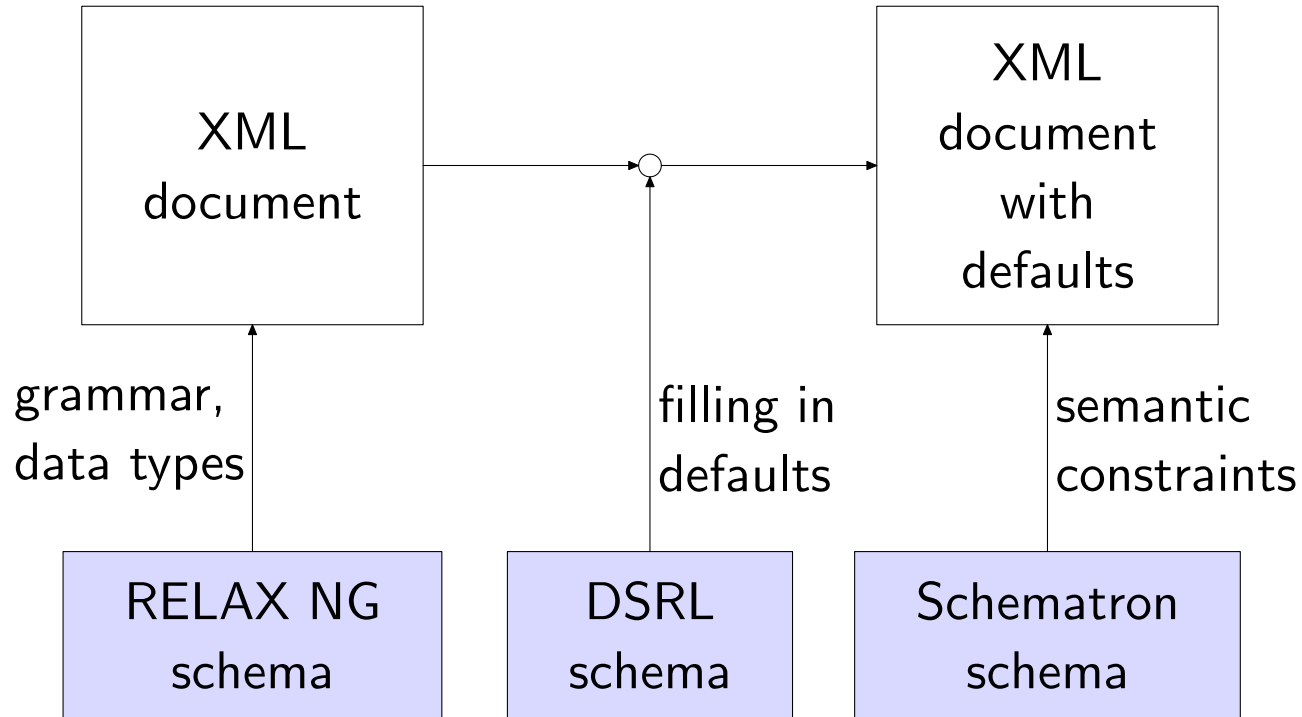 XML
document
XML
document
with
defaults
grammar,
data types
filling in
defaults
semantic
constraints
RELAX NG
schema
DSRL
schema
Schematron
schema